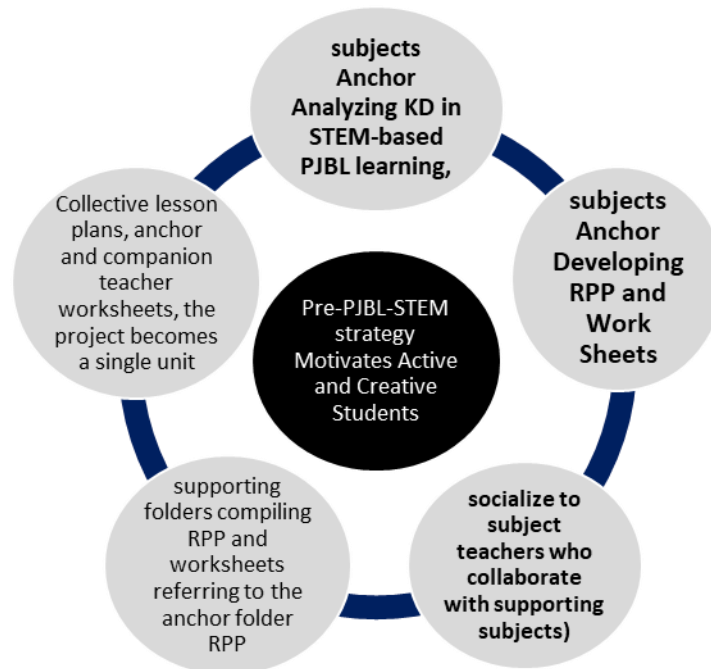 subjects
Anchor
Analyzing KD in
STEM-based
PJBL learning,
subjects
Anchor
Developing
RPP and
Work
Sheets
socialize to
subject
teachers who
collaborate
with supporting
subjects)
supporting
folders compiling
RPP and
worksheets
referring to the
anchor folder
RPP
Collective lesson
plans, anchor
and companion
teacher
worksheets, the
project becomes
a single unit
Pre-PJBL-STEM
strategy
Motivates Active
and Creative
Students